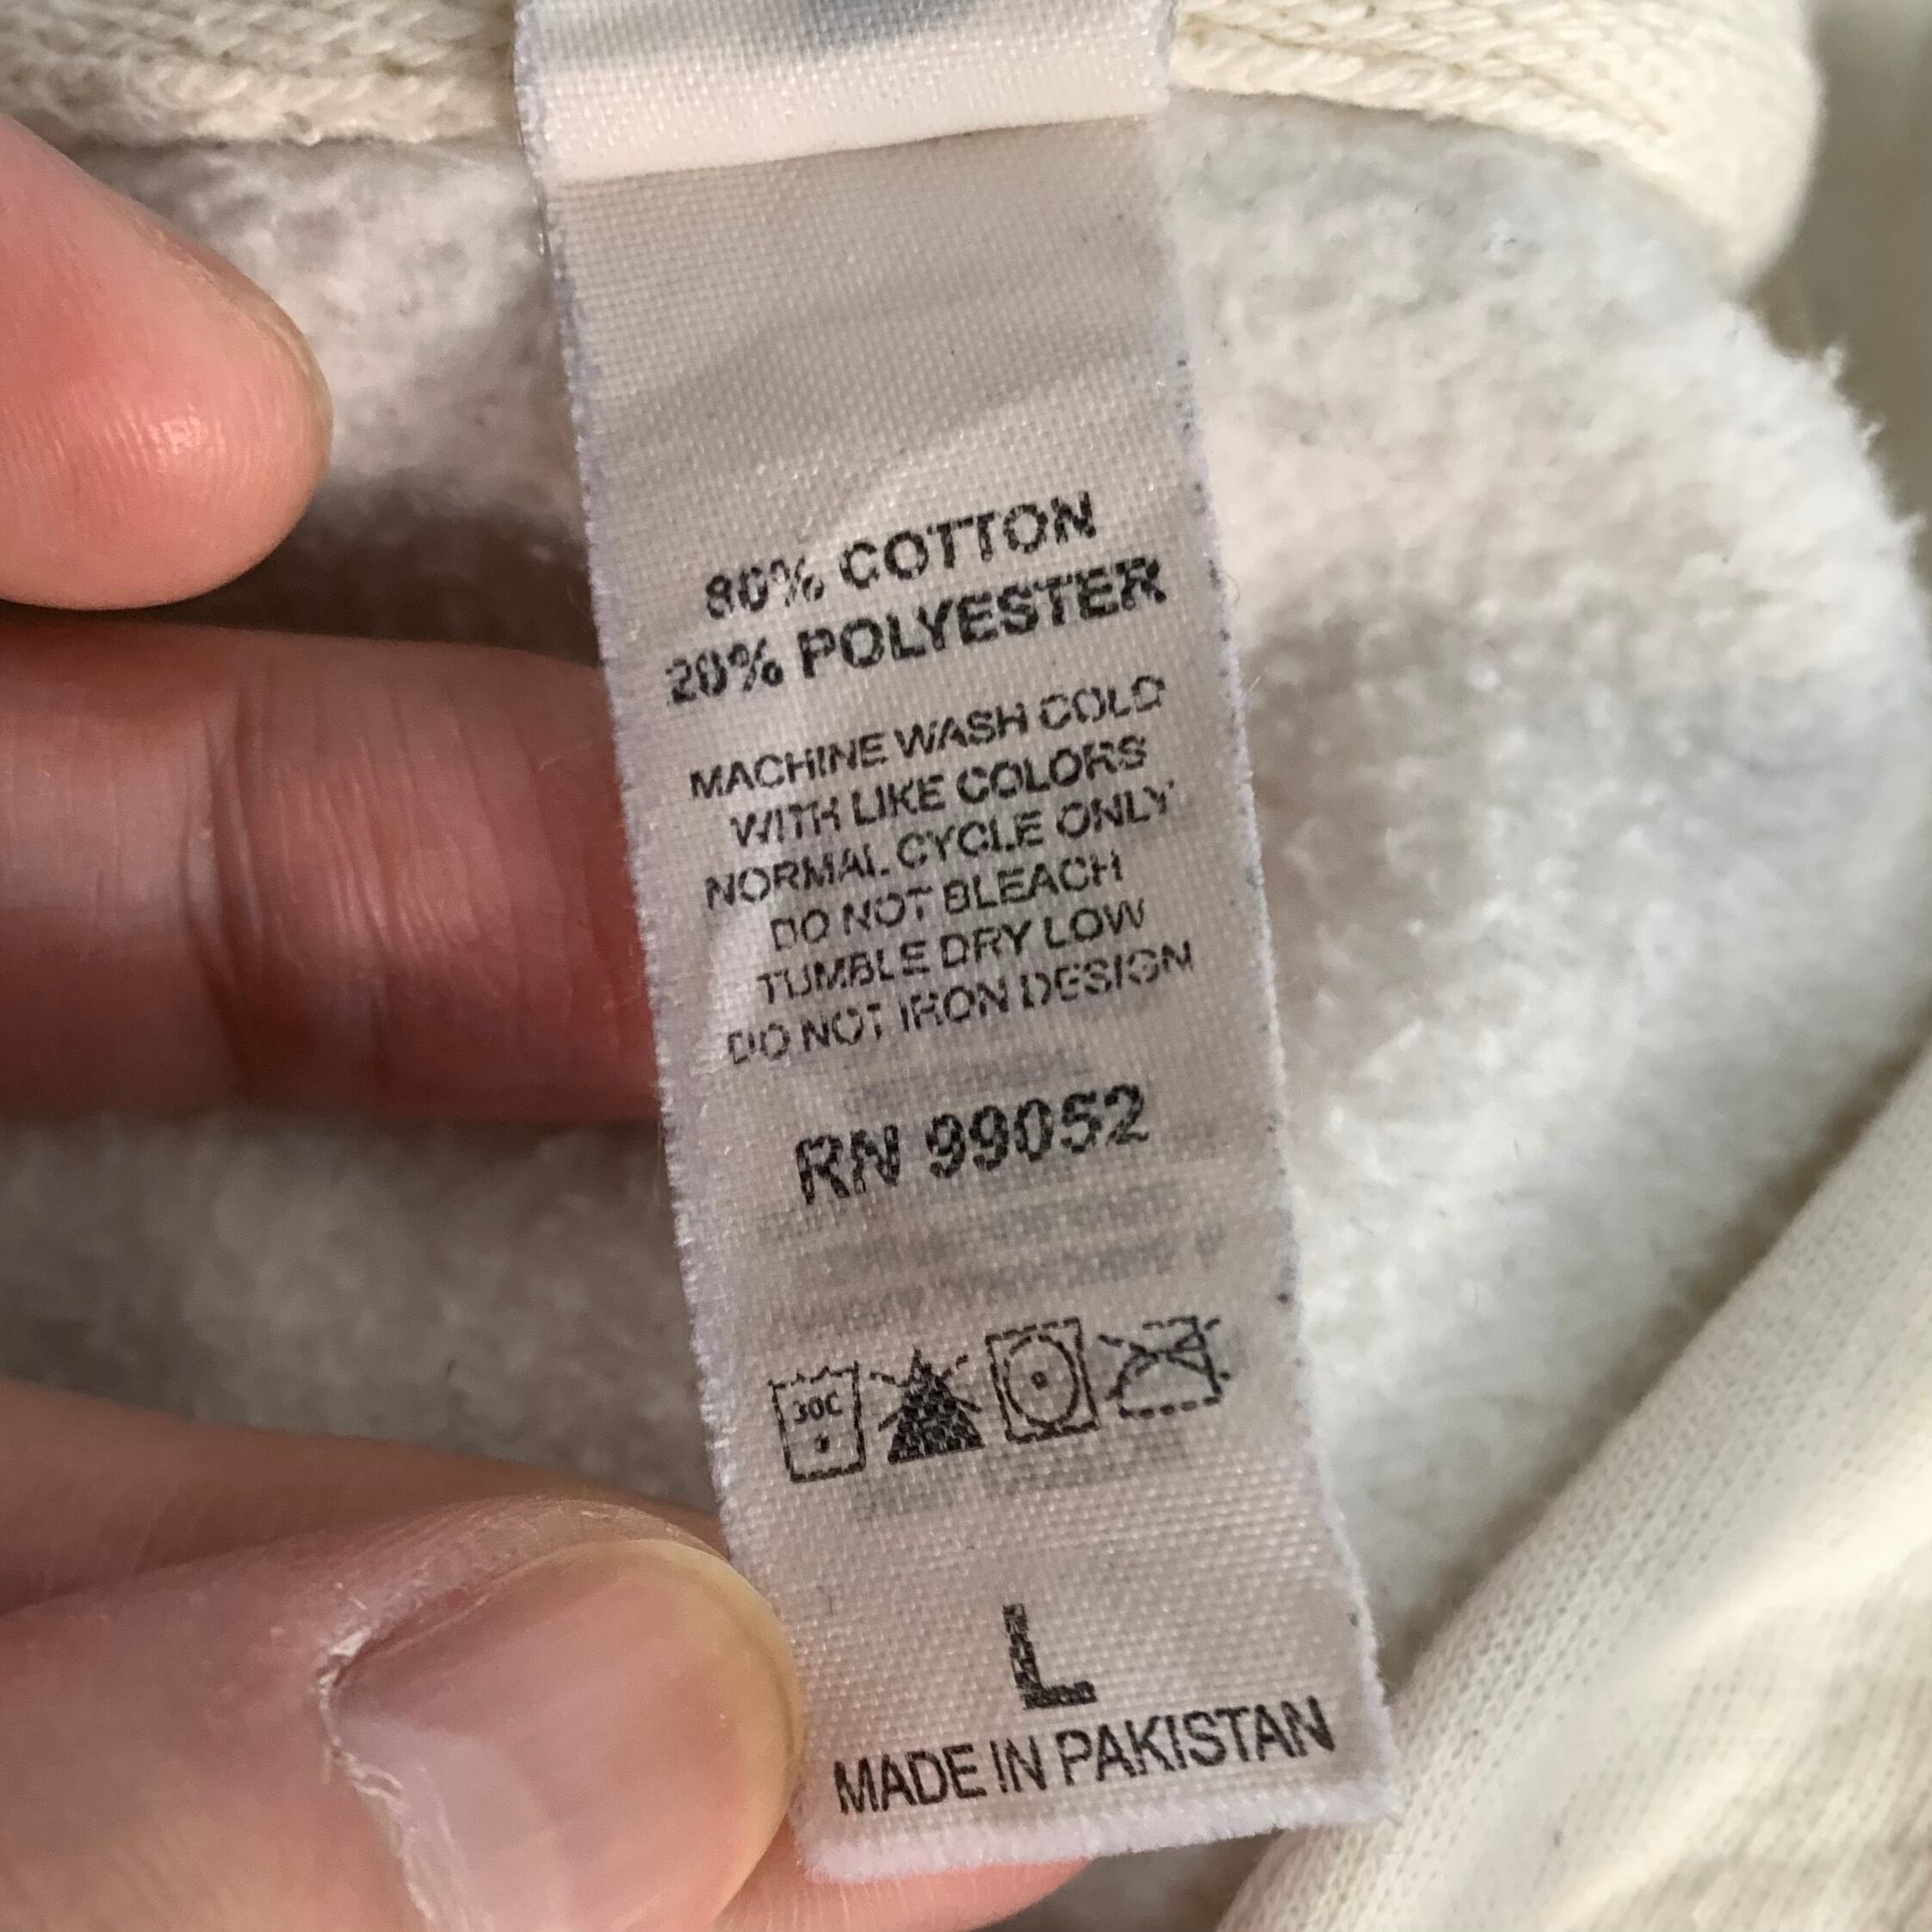 80% COTTON
20% POLYESTER
MACHINE WASH COLD
WITH LIKE COLORS
NORMAL CYCLE ONLY
DO NOT BLEACH
TUMBLE DRY LOW
DO NOT IRON DESIGN
RN 99052
30C
L
MADE IN PAKISTAN